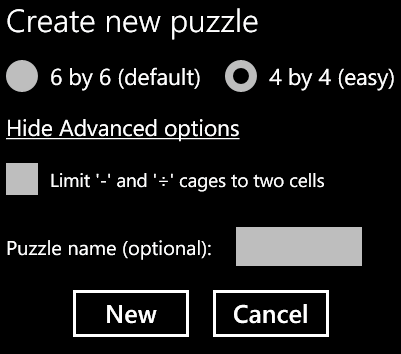 Create new puzzle
6 by 6 (default) 4 by 4 (easy)
Hide Advanced options
Limit '-' and '÷' cages to two cells
Puzzle name (optional):
New Cancel